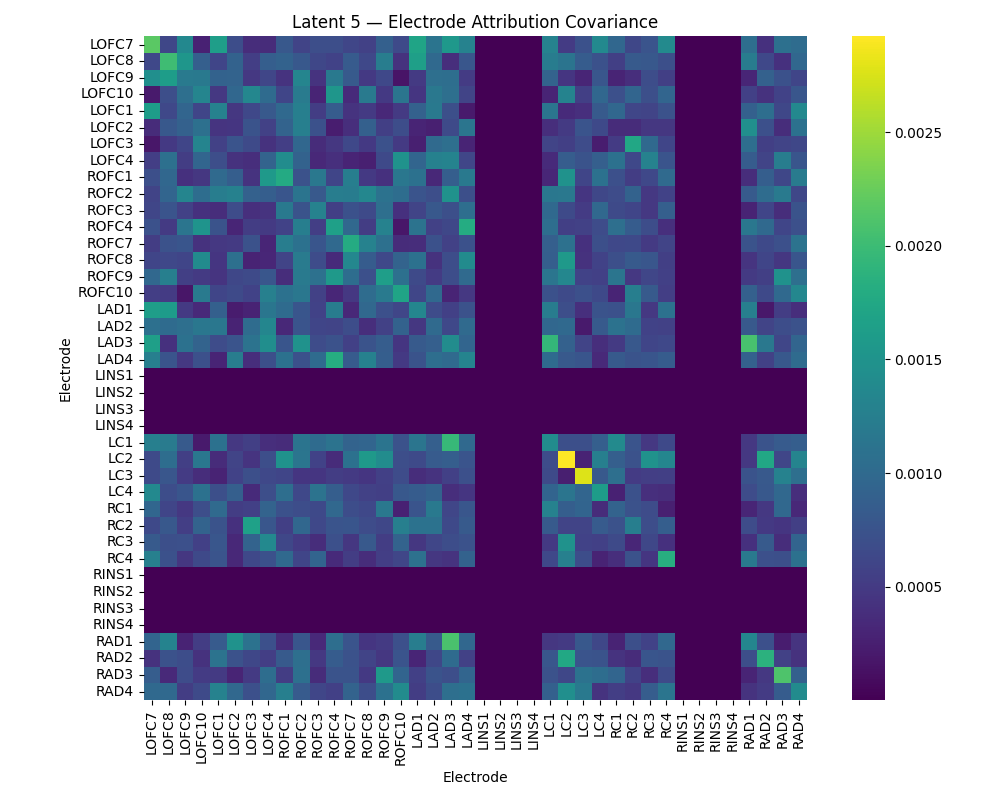 Latent 5 — Electrode Attribution Covariance
Electrode
LOFC7
LOFC8
LOFC9
LOFC10
LOFC1
LOFC2
LOFC3
LOFC4
ROFC1
ROFC2
ROFC3
ROFC4
ROFC7
ROFC8
ROFC9
ROFC10
LAD1
LAD2
LAD3
LAD4
LINS1
LINS2
LINS3
LINS4
LC1
LC2
LC3
LC4
RC1
RC2
RC3
RC4
RINS1
RINS2
RINS3
RINS4
RAD1
RAD2
RAD3
RAD4
LOFC7
LOFC8
LOFC9
LOFC10
LOFC1
LOFC2
LOFC3
LOFC4
ROFC1
ROFC2
ROFC3
ROFC4
ROFC7
ROFC8
ROFC9
ROFC10
LAD1
LAD2
LAD3
LAD4
LINS1
LINS2
LINS3
LINS4
LC1
LC2
LC3
LC4
RC1
RC2
RC3
RC4
RINS1
RINS2
RINS3
RINS4
RAD1
RAD2
RAD3
RAD4
Electrode
0.0025
0.0020
0.0015
0.0010
0.0005